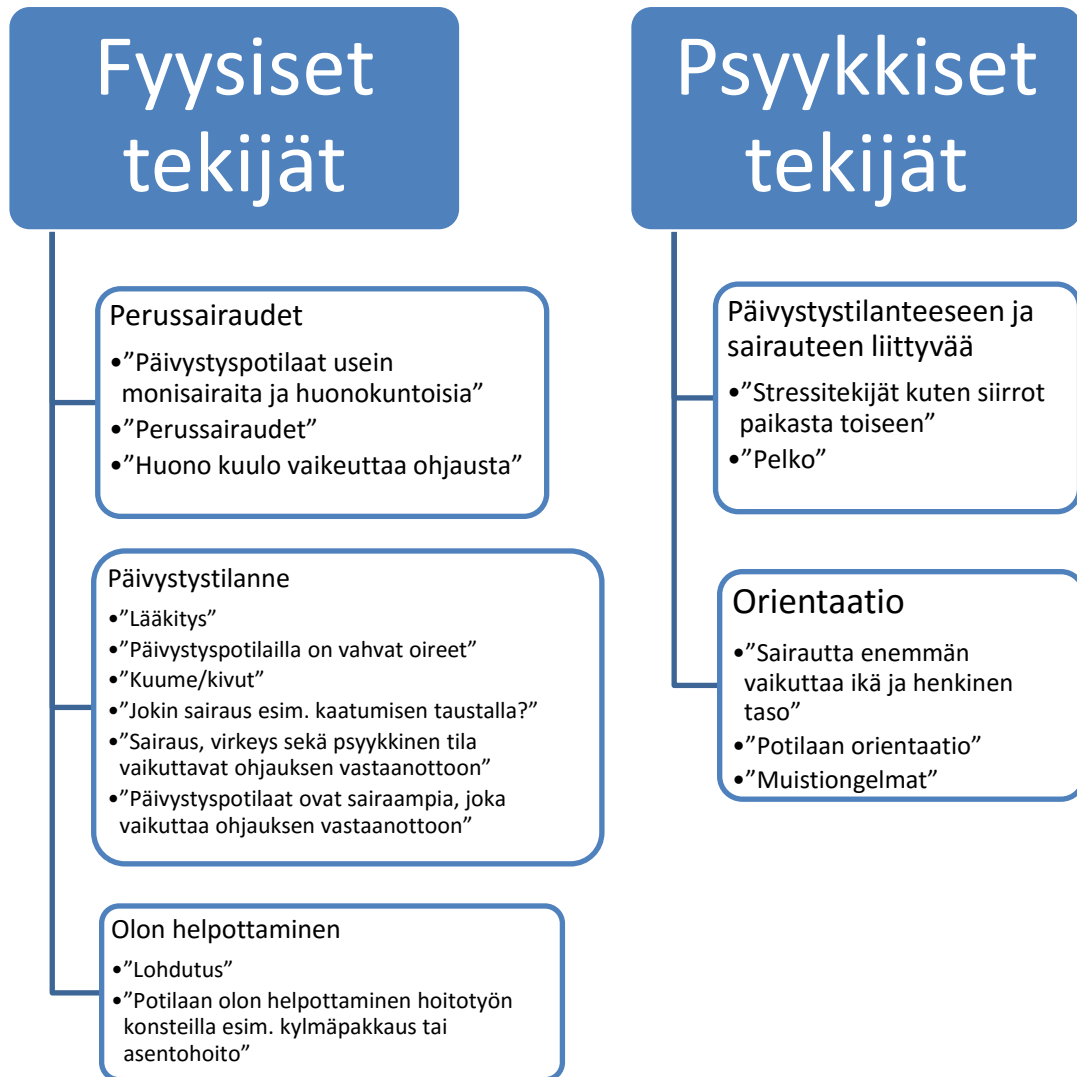 Fyysiset
tekijät
Perussairaudet
•”Päivystyspotilaat usein
monisairaita ja huonokuntoisia”
•”Perussairaudet”
•”Huono kuulo vaikeuttaa ohjausta”
Päivystystilanne
•”Lääkitys”
•”Päivystyspotilailla on vahvat oireet”
•”Kuume/kivut”
•”Jokin sairaus esim. kaatumisen taustalla?”
•”Sairaus, virkeys sekä psyykkinen tila
vaikuttavat ohjauksen vastaanottoon”
•”Päivystyspotilaat ovat sairaampia, joka
vaikuttaa ohjauksen vastaanottoon”
Olon helpottaminen
•”Lohdutus”
•”Potilaan olon helpottaminen hoitotyön
konsteilla esim. kylmäpakkaus tai
asentohoito”
Psyykkiset
tekijät
Päivystystilanteeseen ja
sairauteen liittyvää
•”Stressitekijät kuten siirrot
paikasta toiseen”
•”Pelko”
Orientaatio
•”Sairautta enemmän
vaikuttaa ikä ja henkinen
taso”
•”Potilaan orientaatio”
•”Muistiongelmat”